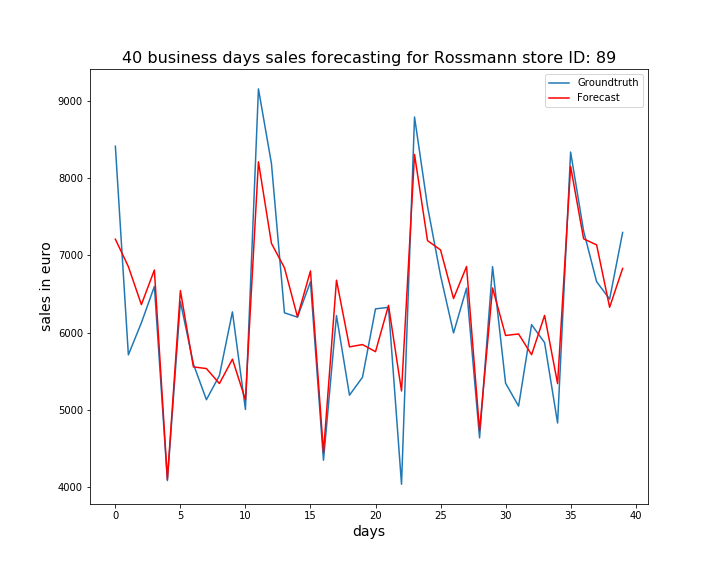 40 business days sales forecasting for Rossmann store ID: 89
Groundtruth
Forecast
sales in euro
9000
8000
7000
6000
5000
4000
0 5 10 15 20 25 30 35 40
days